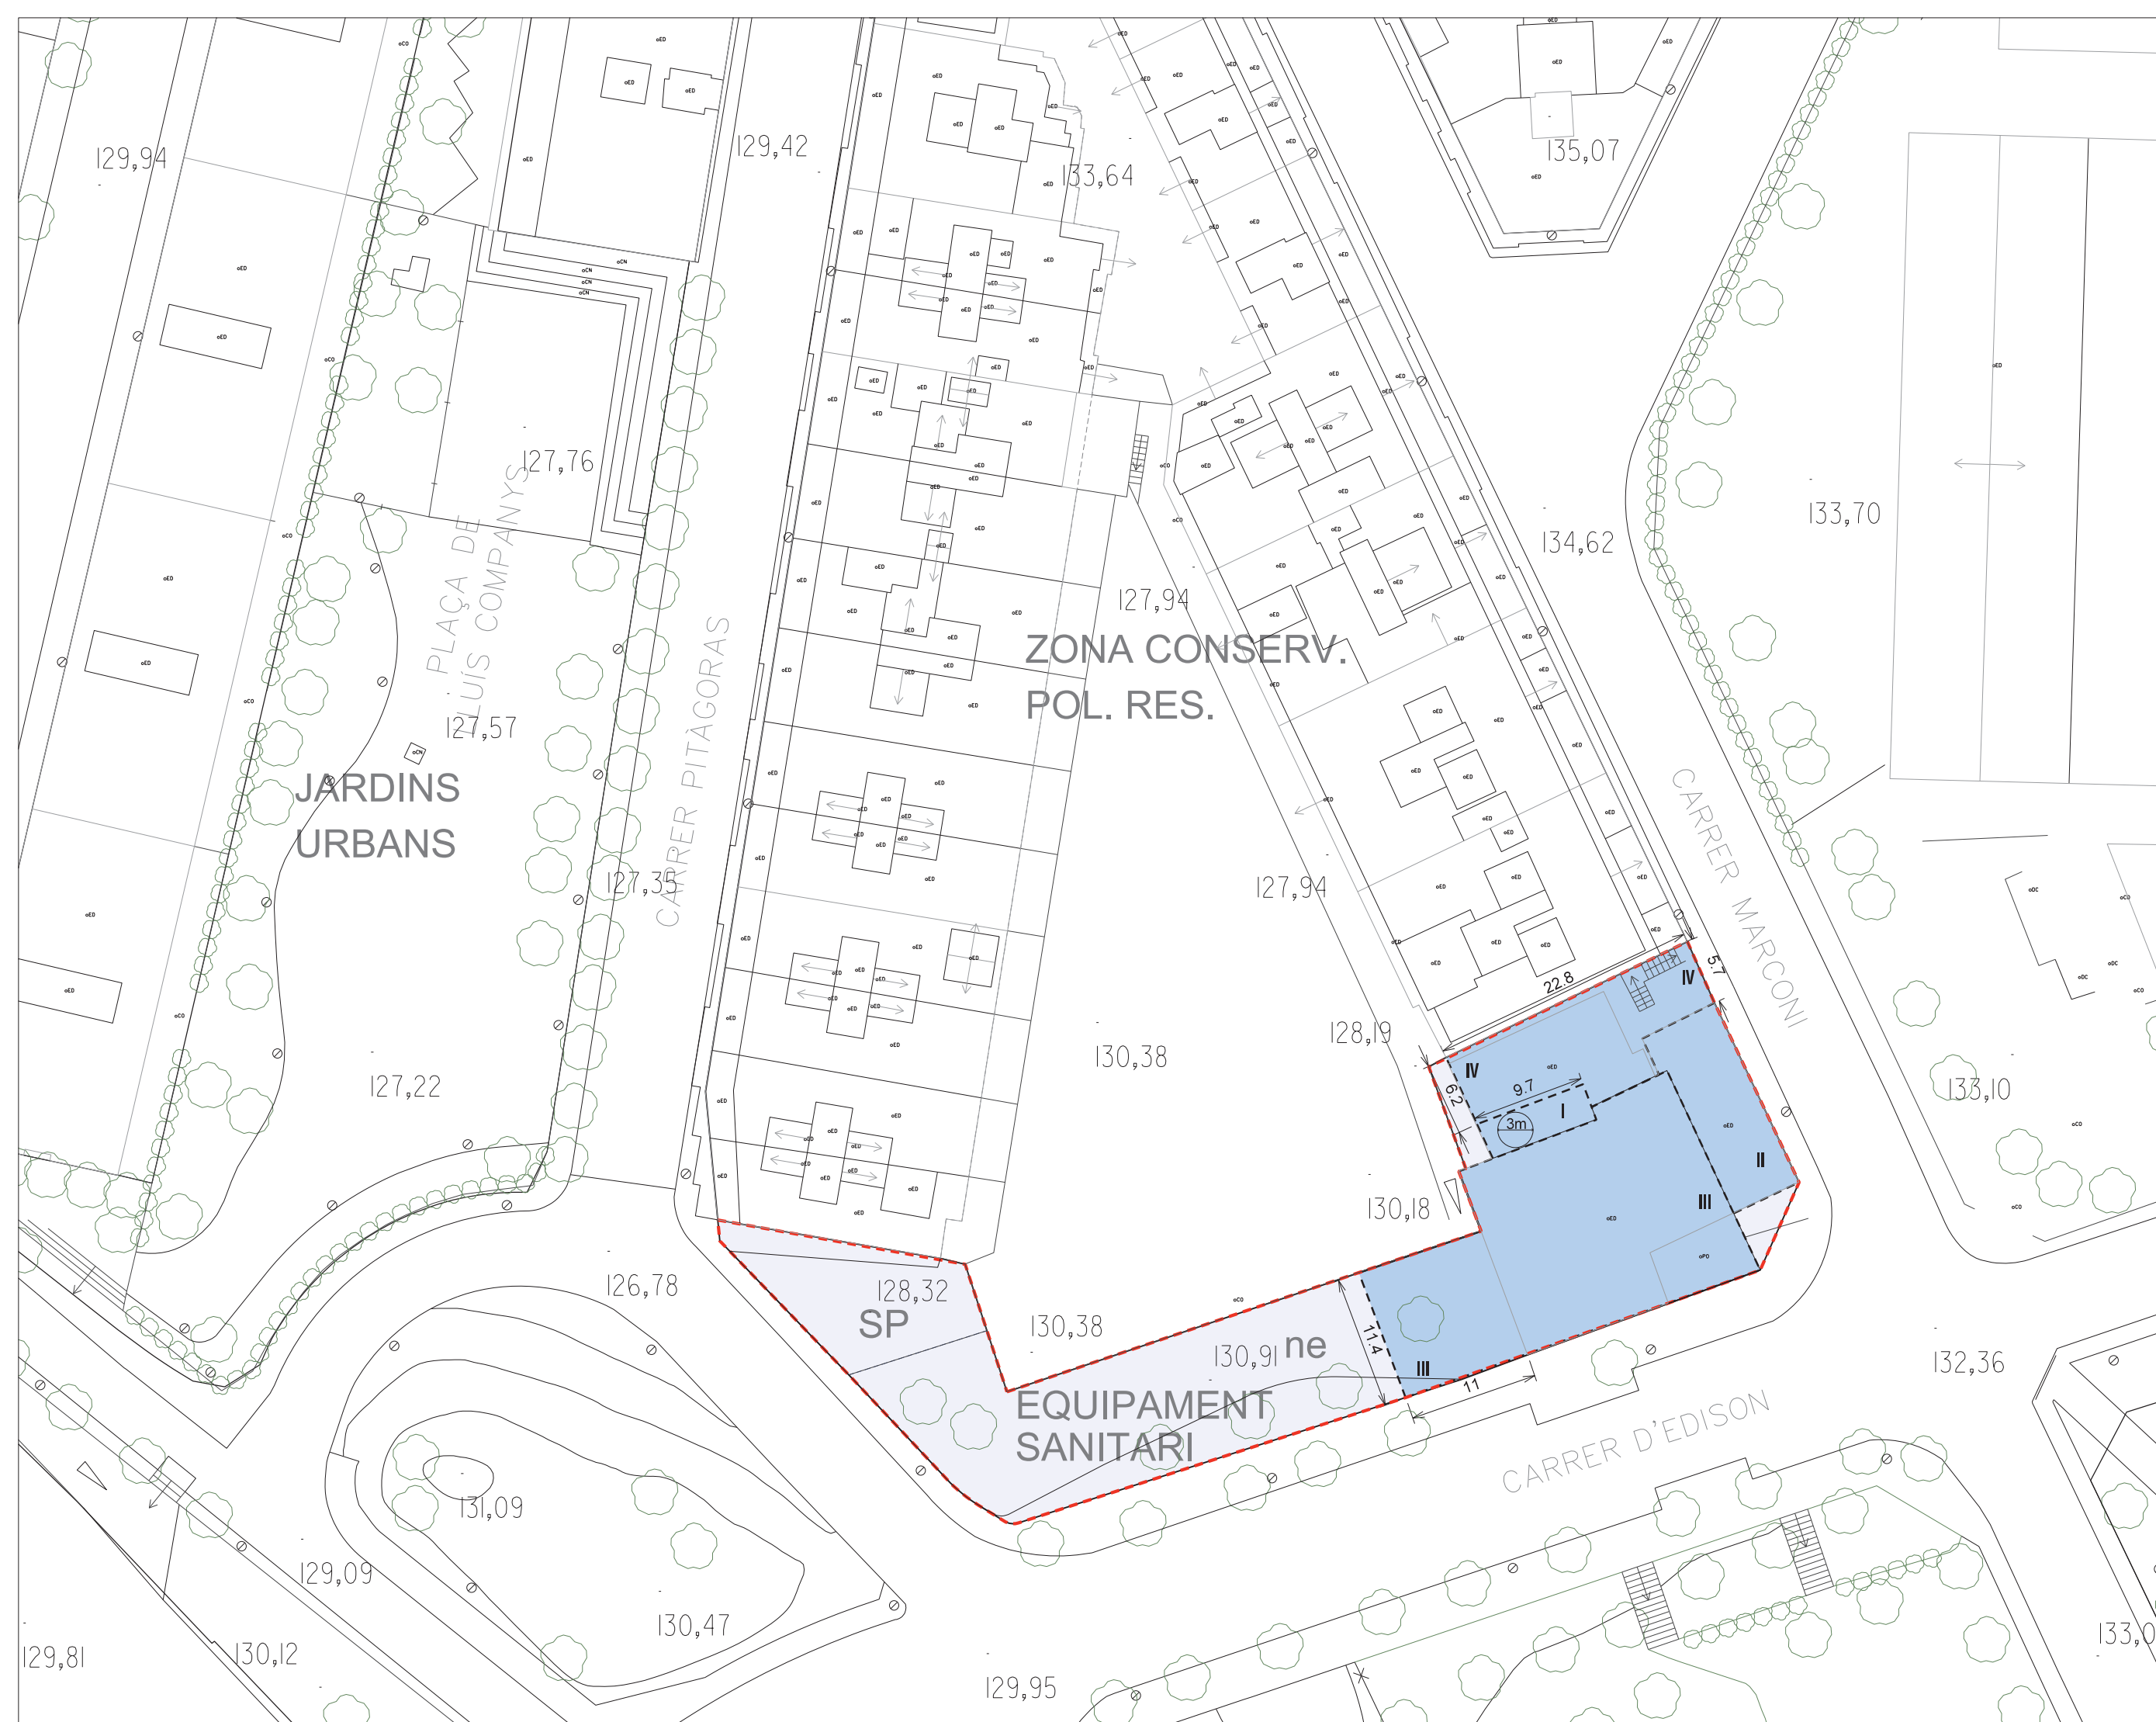 129,94
129,42
133,64
135,07
127,76
PLAÇA DE
LLUÍS COMPANYS
133,70
134,62
127,94
ZONA CONSERV.
POL. RES.
127,57
CARRER PITÀGORAS
JARDINS
URBANS
CARRER MARCONI
127,35
127,94
22.8
5.7
IV
128,19
130,38
127,22
IV
6.2
9.7
I
3m
133,10
II
III
130,18
126,78
128,32
SP
130,38
130,91
ne
11.4
III
11
132,36
EQUIPAMENT
SANITARI
CARRER D'EDISON
131,09
129,09
130,47
130,12
129,81
129,95
133,0